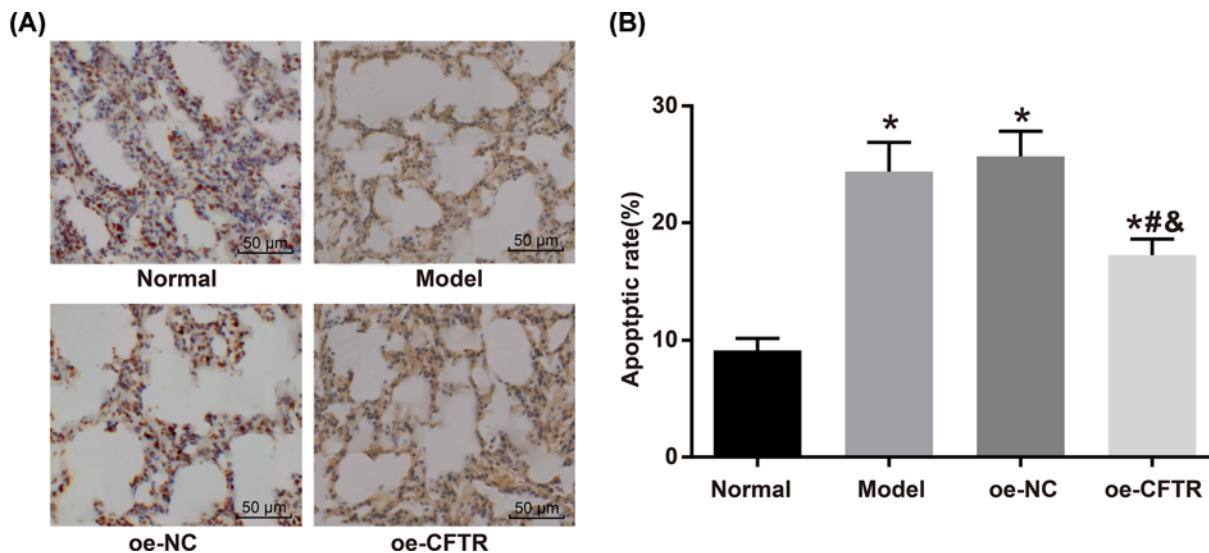 (A)
50 µm
50 µm
Normal
Model
50 µm
50 µm
oe-NC
oe-CFTR
(B)
Apoptptic rate(%)
30
20
10
0
*
*
*#&
Normal
Model
oe-NC
oe-CFTR